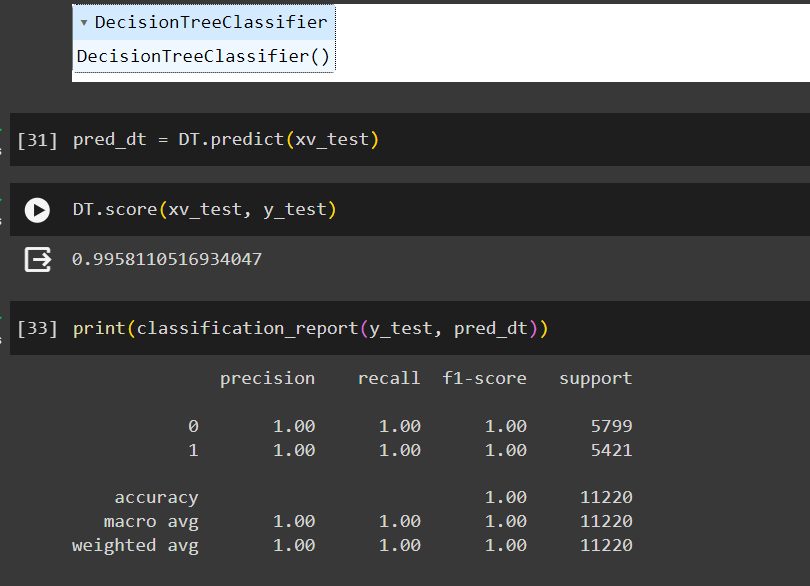 DecisionTreeClassifier
DecisionTreeClassifier()
[31] pred_dt = DT.predict(xv_test)
DT.score(xv_test, y_test)
0.9958110516934047
[33] print(classification_report(y_test, pred_dt))
precision recall f1-score support
0 1.00 1.00 1.00 5799
1 1.00 1.00 1.00 5421
accuracy 1.00 11220
macro avg 1.00 1.00 1.00 11220
weighted avg 1.00 1.00 1.00 11220